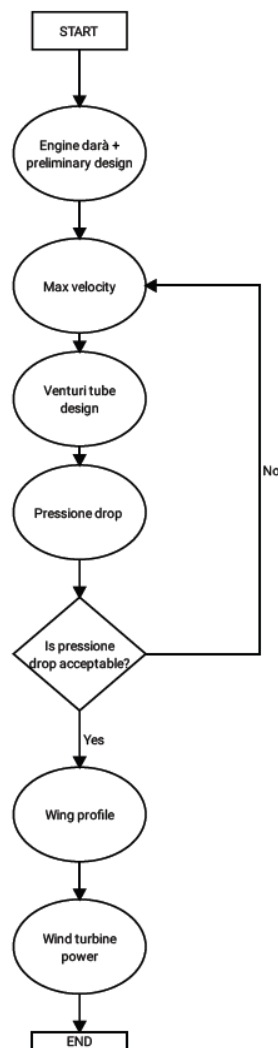 START
Engine darà +
preliminary design
Max velocity
Venturi tube
design
No
Pressione drop
Is pressione
drop acceptable?
Yes
Wing profile
Wind turbine
power
END